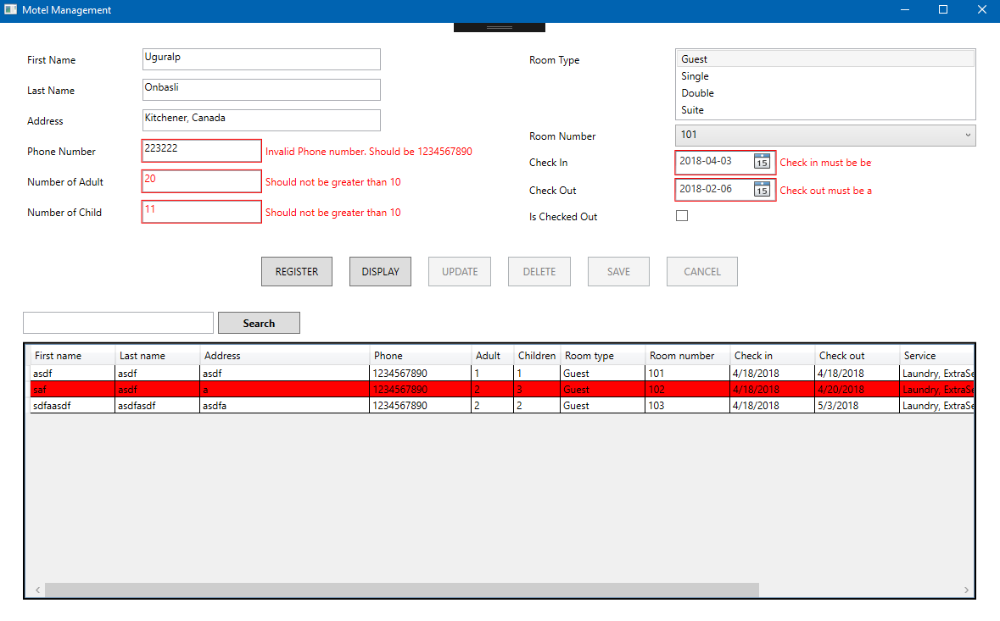 Motel Management
First Name Uguralp
Last Name Onbasli
Address Kitchener, Canada
Phone Number 223222 Invalid Phone number. Should be 1234567890
Number of Adult 20 Should not be greater than 10
Number of Child 11 Should not be greater than 10
Room Type Guest
Single
Double
Suite
Room Number 101
Check In 2018-04-03 15 Check in must be be
Check Out 2018-02-06 15 Check out must be a
Is Checked Out
REGISTER DISPLAY UPDATE DELETE SAVE CANCEL
Search
First name Last name Address Phone Adult Children Room type Room number Check in Check out Service
asdf asdf asdf 1234567890 1 1 Guest 101 4/18/2018 4/18/2018 Laundry, ExtraSe
saf asdf a 1234567890 2 3 Guest 102 4/18/2018 4/20/2018 Laundry, ExtraSe
sdfaasdf asdfasdf asdfa 1234567890 2 2 Guest 103 4/18/2018 5/3/2018 Laundry, ExtraSe